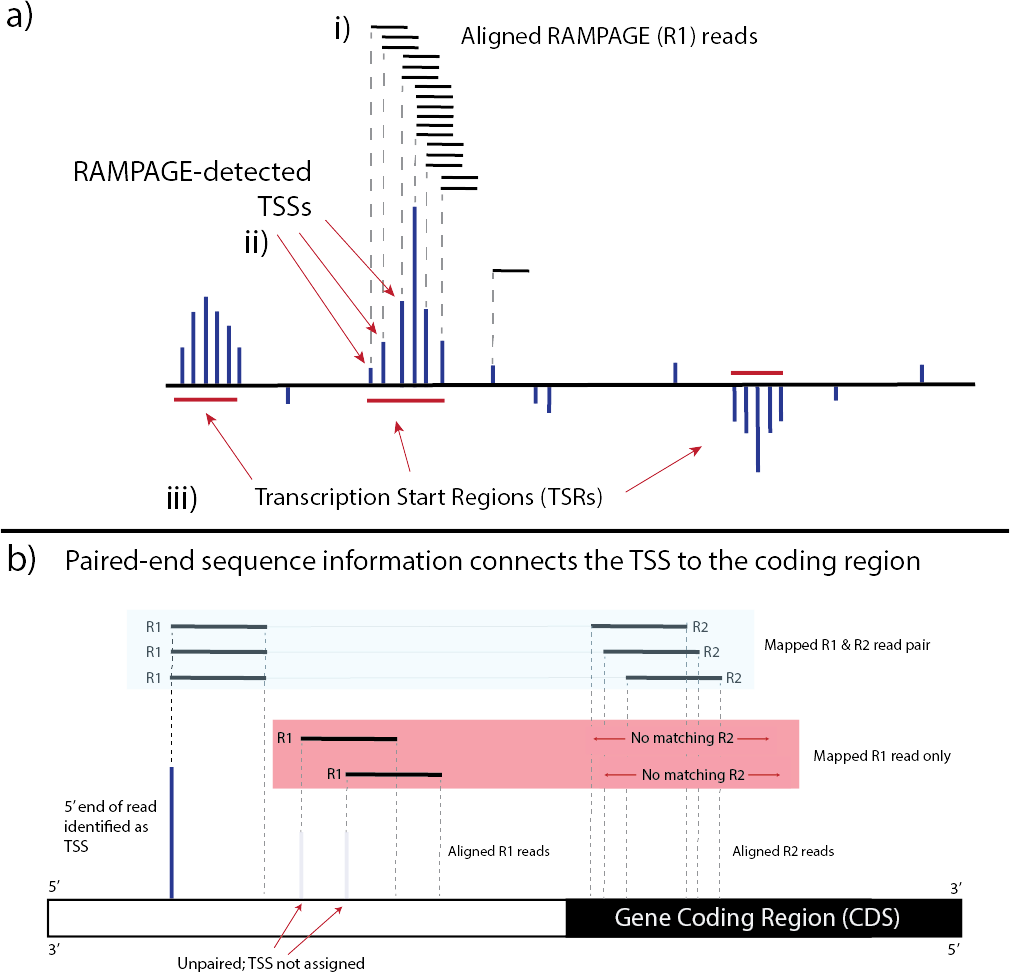 a)
i)
Aligned RAMPAGE (R1) reads
RAMPAGE-detected
TSSs
ii)
iii)
Transcription Start Regions (TSRs)
b)
Paired-end sequence information connects the TSS to the coding region
R1
R2
R1
R2
Mapped R1 & R2 read pair
R1
R2
R1
No matching R2
Mapped R1 read only
R1
No matching R2
5’ end of read
identified as
TSS
Aligned R1 reads
Aligned R2 reads
5’
3’
Gene Coding Region (CDS)
3’
5’
Unpaired; TSS not assigned